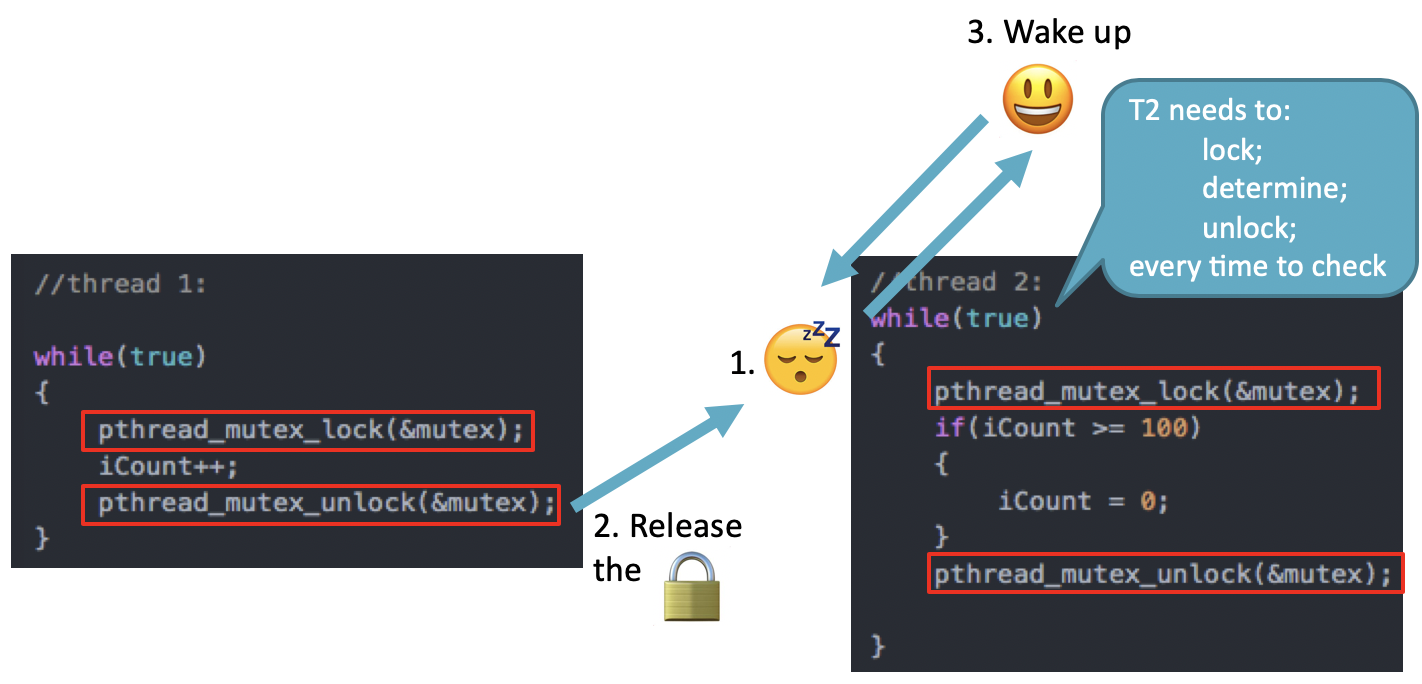 3. Wake up
T2 needs to:
lock;
determine;
unlock;
every time to check
//thread 1:
while(true)
{
pthread_mutex_lock(&mutex);
iCount++;
pthread_mutex_unlock(&mutex);
}
1.
zzZ
2. Release
the
//thread 2:
while(true)
{
pthread_mutex_lock(&mutex);
if(iCount >= 100)
{
iCount = 0;
}
pthread_mutex_unlock(&mutex);
}